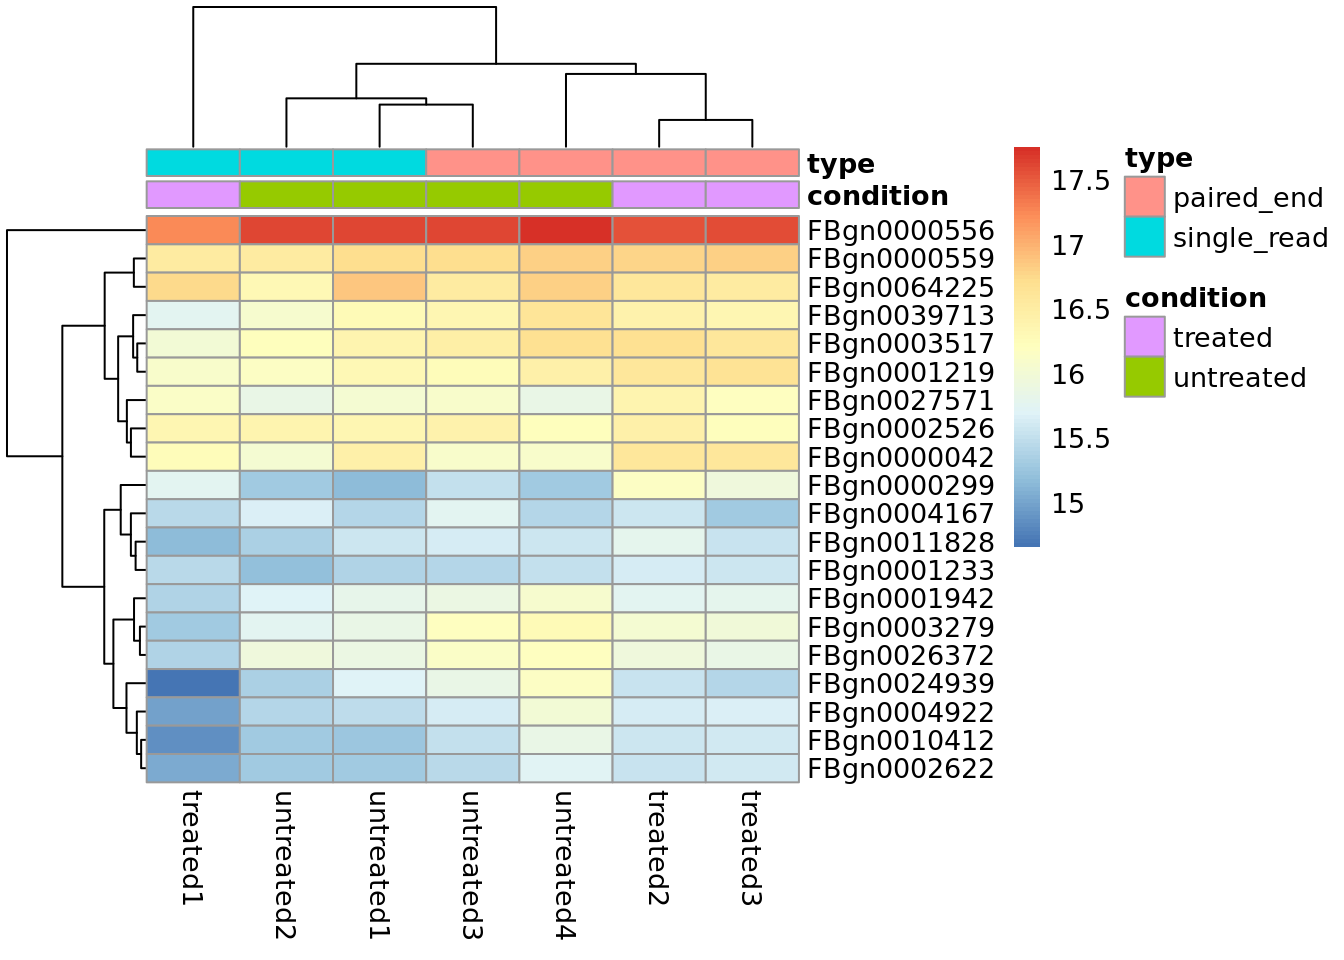 type
condition
FBgn0000556
FBgn0000559
FBgn0064225
FBgn0039713
FBgn0003517
FBgn0001219
FBgn0027571
FBgn0002526
FBgn0000042
FBgn0000299
FBgn0004167
FBgn0011828
FBgn0001233
FBgn0001942
FBgn0003279
FBgn0026372
FBgn0024939
FBgn0004922
FBgn0010412
FBgn0002622
treated1
untreated2
untreated1
untreated3
untreated4
treated2
treated3
17.5
17
16.5
16
15.5
15
type
paired_end
single_read
condition
treated
untreated